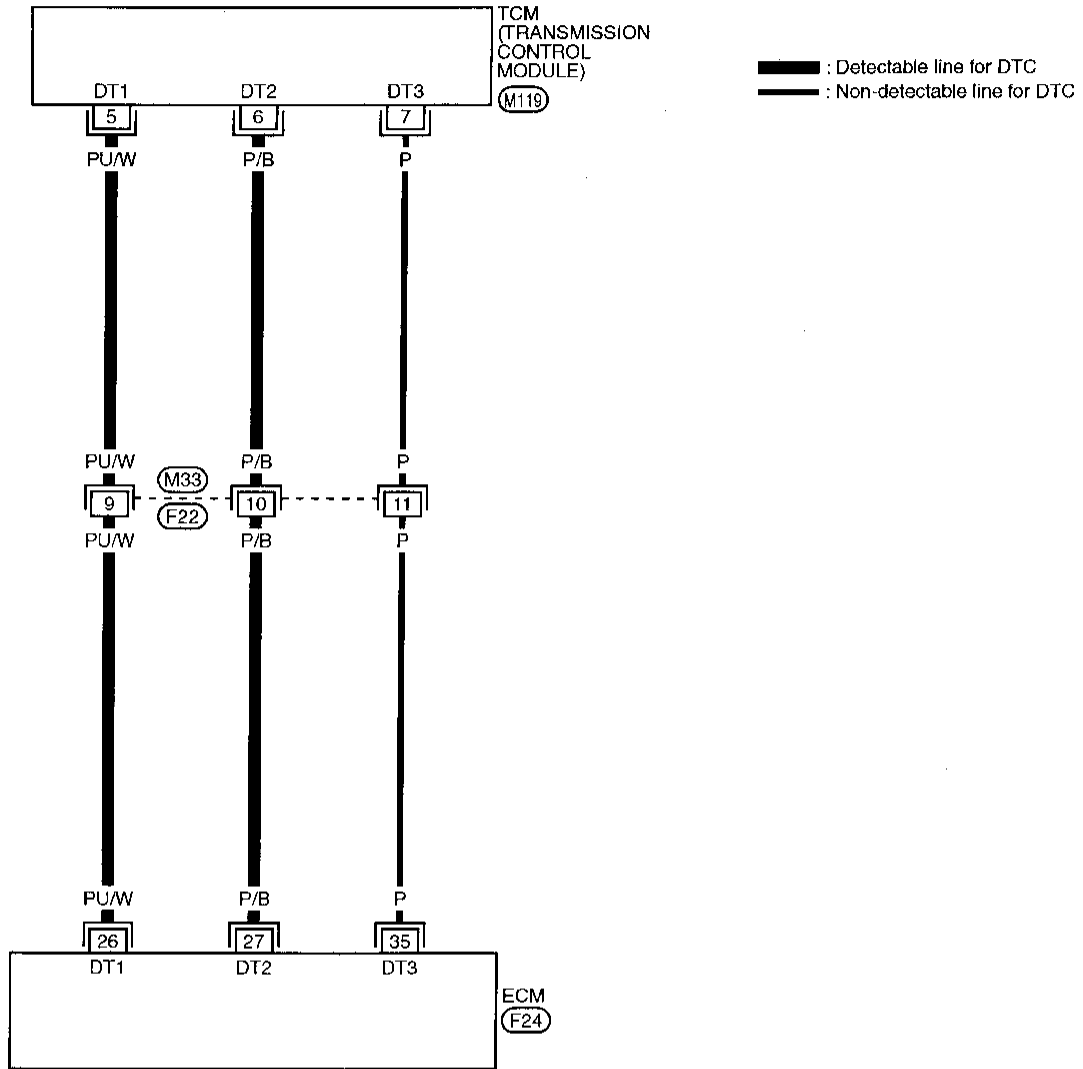 TCM
(TRANSMISSION
CONTROL
MODULE)
M119
: Detectable line for DTC
: Non-detectable line for DTC
DT1 DT2 DT3
5 6 7
PU/W P/B P
PU/W P/B P
M33
9 10 11
F22
PU/W P/B P
PU/W P/B P
26 27 35
DT1 DT2 DT3
ECM
F24